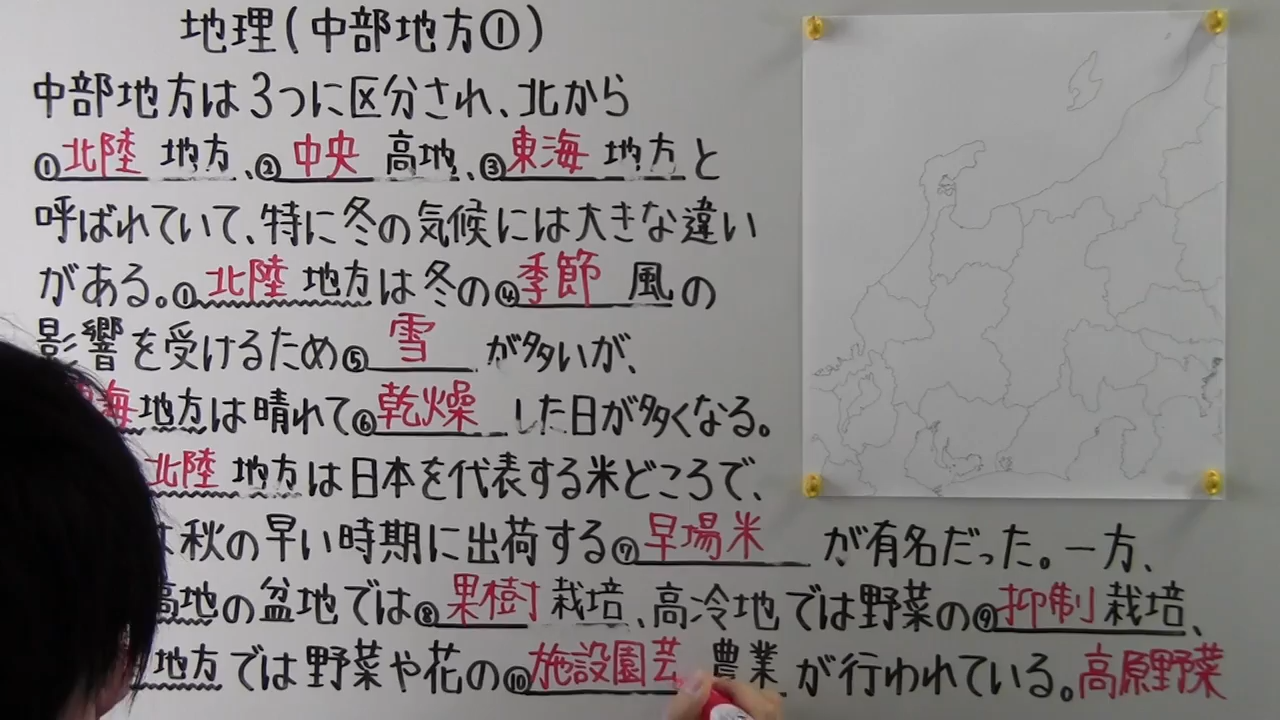 地理(中部地方①)
中部地方は3つに区分され、北から
①北陸 地方、②中央 高地、③東海 地方と
呼ばれていて、特に冬の気候には大きな違い
がある。①北陸 地方は冬の④季節 風の
影響を受けるため⑤雪 が多いが、
海地方は晴れて⑥乾燥 した日が多くなる。
北陸 地方は日本を代表する米どころで、
は秋の早い時期に出荷する⑦早場米 が有名だった。一方、
高地の盆地では⑧果樹 栽培、高冷地では野菜の⑨抑制 栽培、
地方では野菜や花の⑩施設園芸 農業 が行われている。高原野菜